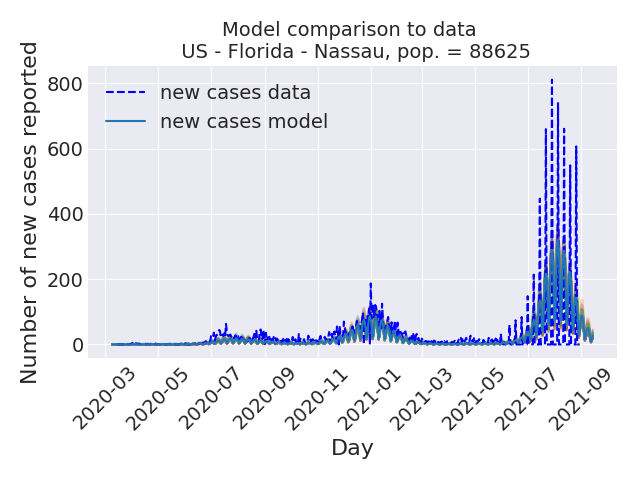 Model comparison to data
US - Florida - Nassau, pop. = 88625
Number of new cases reported
800
600
400
200
0
new cases data
new cases model
2020-03
2020-05
2020-07
2020-09
2020-11
2021-01
2021-03
2021-05
2021-07
2021-09
Day